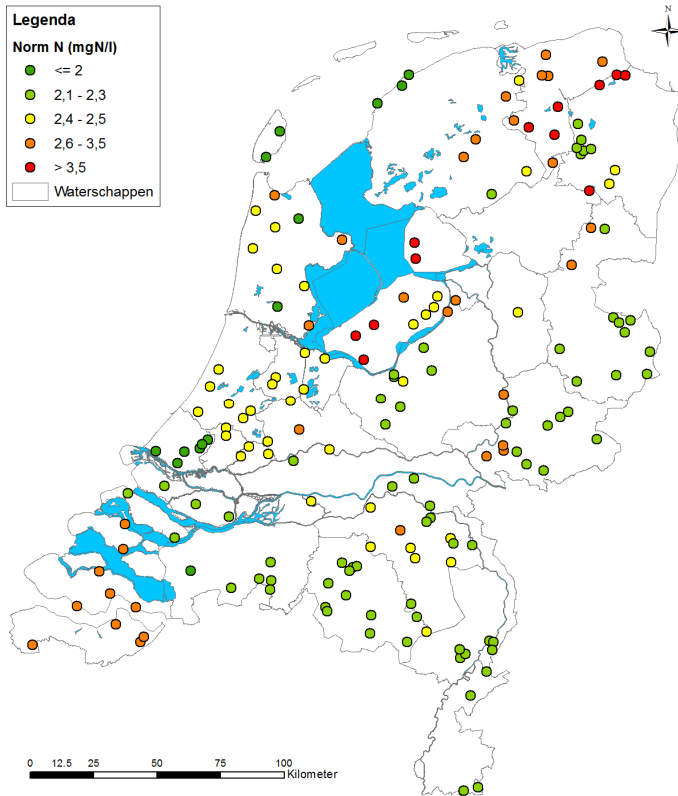 Legenda
Norm N (mgN/l)
<= 2
2,1 - 2,3
2,4 - 2,5
2,6 - 3,5
> 3,5
Waterschappen
N
0 12.5 25 50 75 100
Kilometer